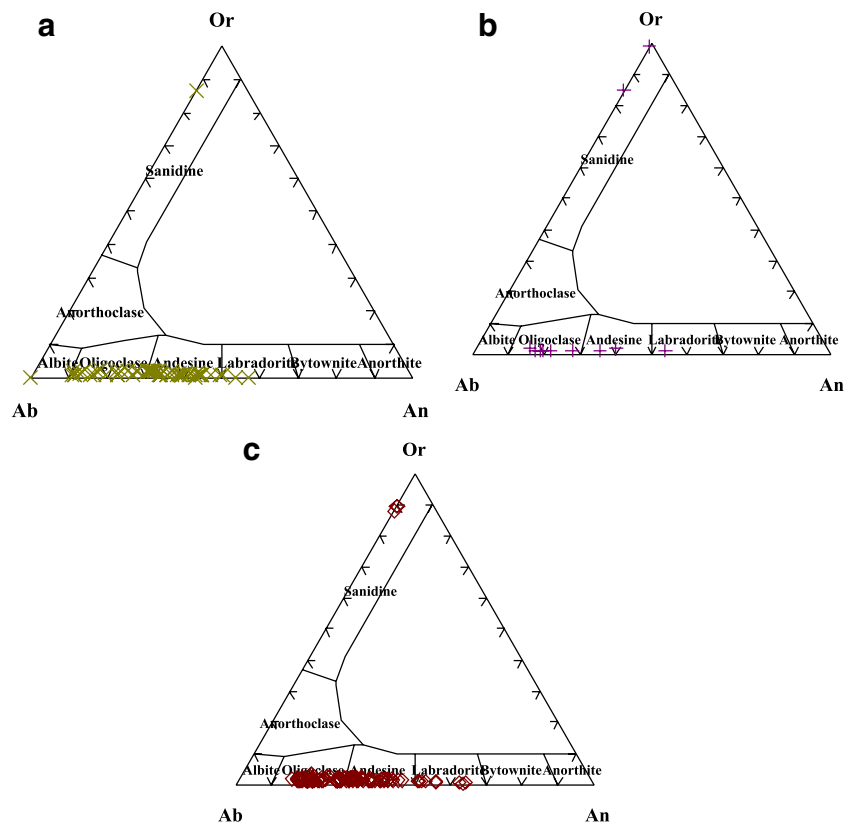 a
Or
Sanidine
Anorthoclase
Albite Oligoclase Andesine Labradorite Bytownite Anorthite
Ab An
b
Or
Sanidine
Anorthoclase
Albite Oligoclase Andesine Labradorite Bytownite Anorthite
Ab An
c
Or
Sanidine
Anorthoclase
Albite Oligoclase Andesine Labradorite Bytownite Anorthite
Ab An